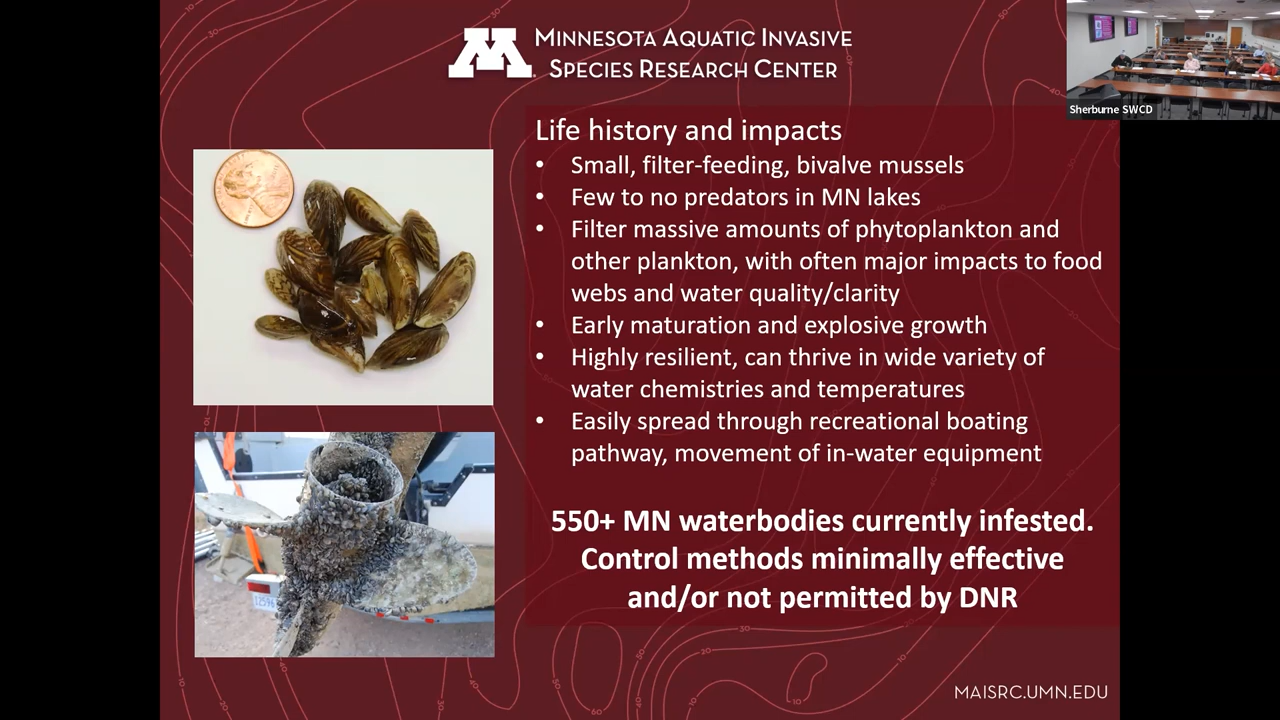 MINNESOTA AQUATIC INVASIVE
SPECIES RESEARCH CENTER
Sherburne SWCD
Life history and impacts
• Small, filter-feeding, bivalve mussels
• Few to no predators in MN lakes
• Filter massive amounts of phytoplankton and
other plankton, with often major impacts to food
webs and water quality/clarity
• Early maturation and explosive growth
• Highly resilient, can thrive in wide variety of
water chemistries and temperatures
• Easily spread through recreational boating
pathway, movement of in-water equipment
550+ MN waterbodies currently infested.
Control methods minimally effective
and/or not permitted by DNR
MAISRC.UMN.EDU